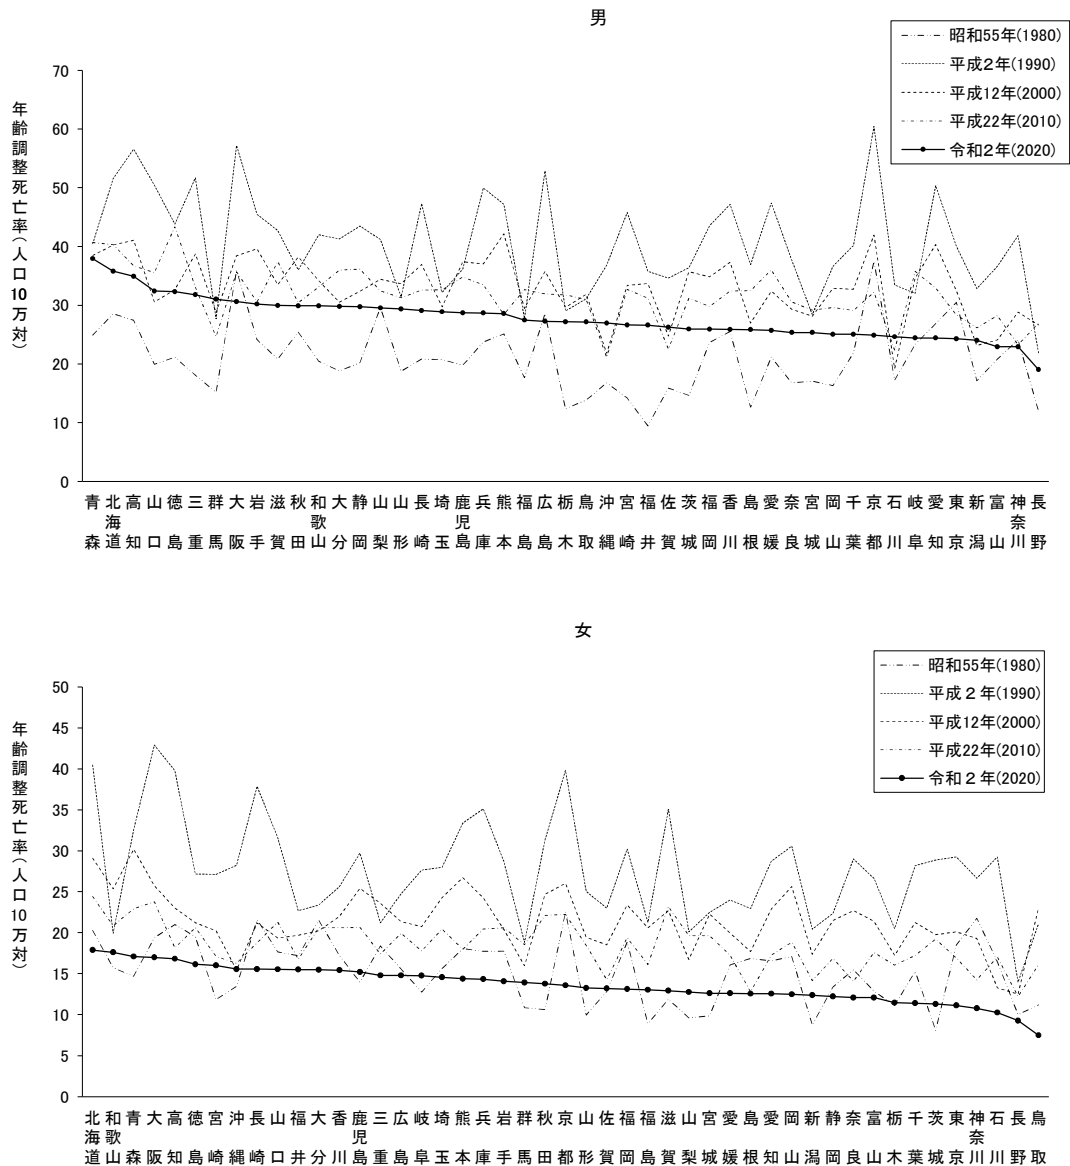 男
昭和55年(1980)
平成2年(1990)
平成12年(2000)
平成22年(2010)
令和2年(2020)
年齢調整死亡率(人口10万対)
70
60
50
40
30
20
10
0
青森
北海道
高知
山口
徳島
三重
群馬
大阪
岩手
滋賀
秋田
和歌山
大分
静岡
山梨
山形
長崎
埼玉
鹿児島
兵庫
熊本
福島
広島
栃木
鳥取
沖縄
宮崎
福井
佐賀
茨城
福岡
香川
島根
愛媛
奈良
宮城
岡山
千葉
京都
石川
岐阜
愛知
東京
新潟
富山
神奈川
長野
女
昭和55年(1980)
平成２年(1990)
平成12年(2000)
平成22年(2010)
令和２年(2020)
年齢調整死亡率(人口10万対)
50
45
40
35
30
25
20
15
10
5
0
北海道
和歌山
青森
大阪
高知
徳島
宮崎
沖縄
長崎
山口
福井
大分
香川
鹿児島
三重
広島
岐阜
埼玉
熊本
兵庫
岩手
群馬
秋田
京都
山形
佐賀
福岡
福島
滋賀
山梨
宮城
愛媛
島根
愛知
岡山
新潟
静岡
奈良
富山
栃木
千葉
茨城
東京
神奈川
石川
長野
鳥取